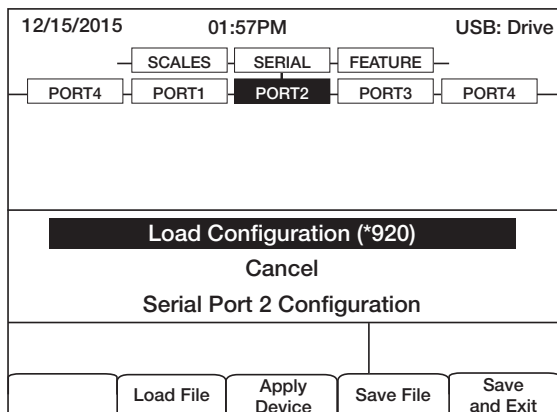 12/15/2015 01:57PM USB: Drive
SCALES SERIAL FEATURE
PORT4 PORT1 PORT2 PORT3 PORT4
Load Configuration (*920)
Cancel
Serial Port 2 Configuration
Load File Apply Device Save File Save and Exit